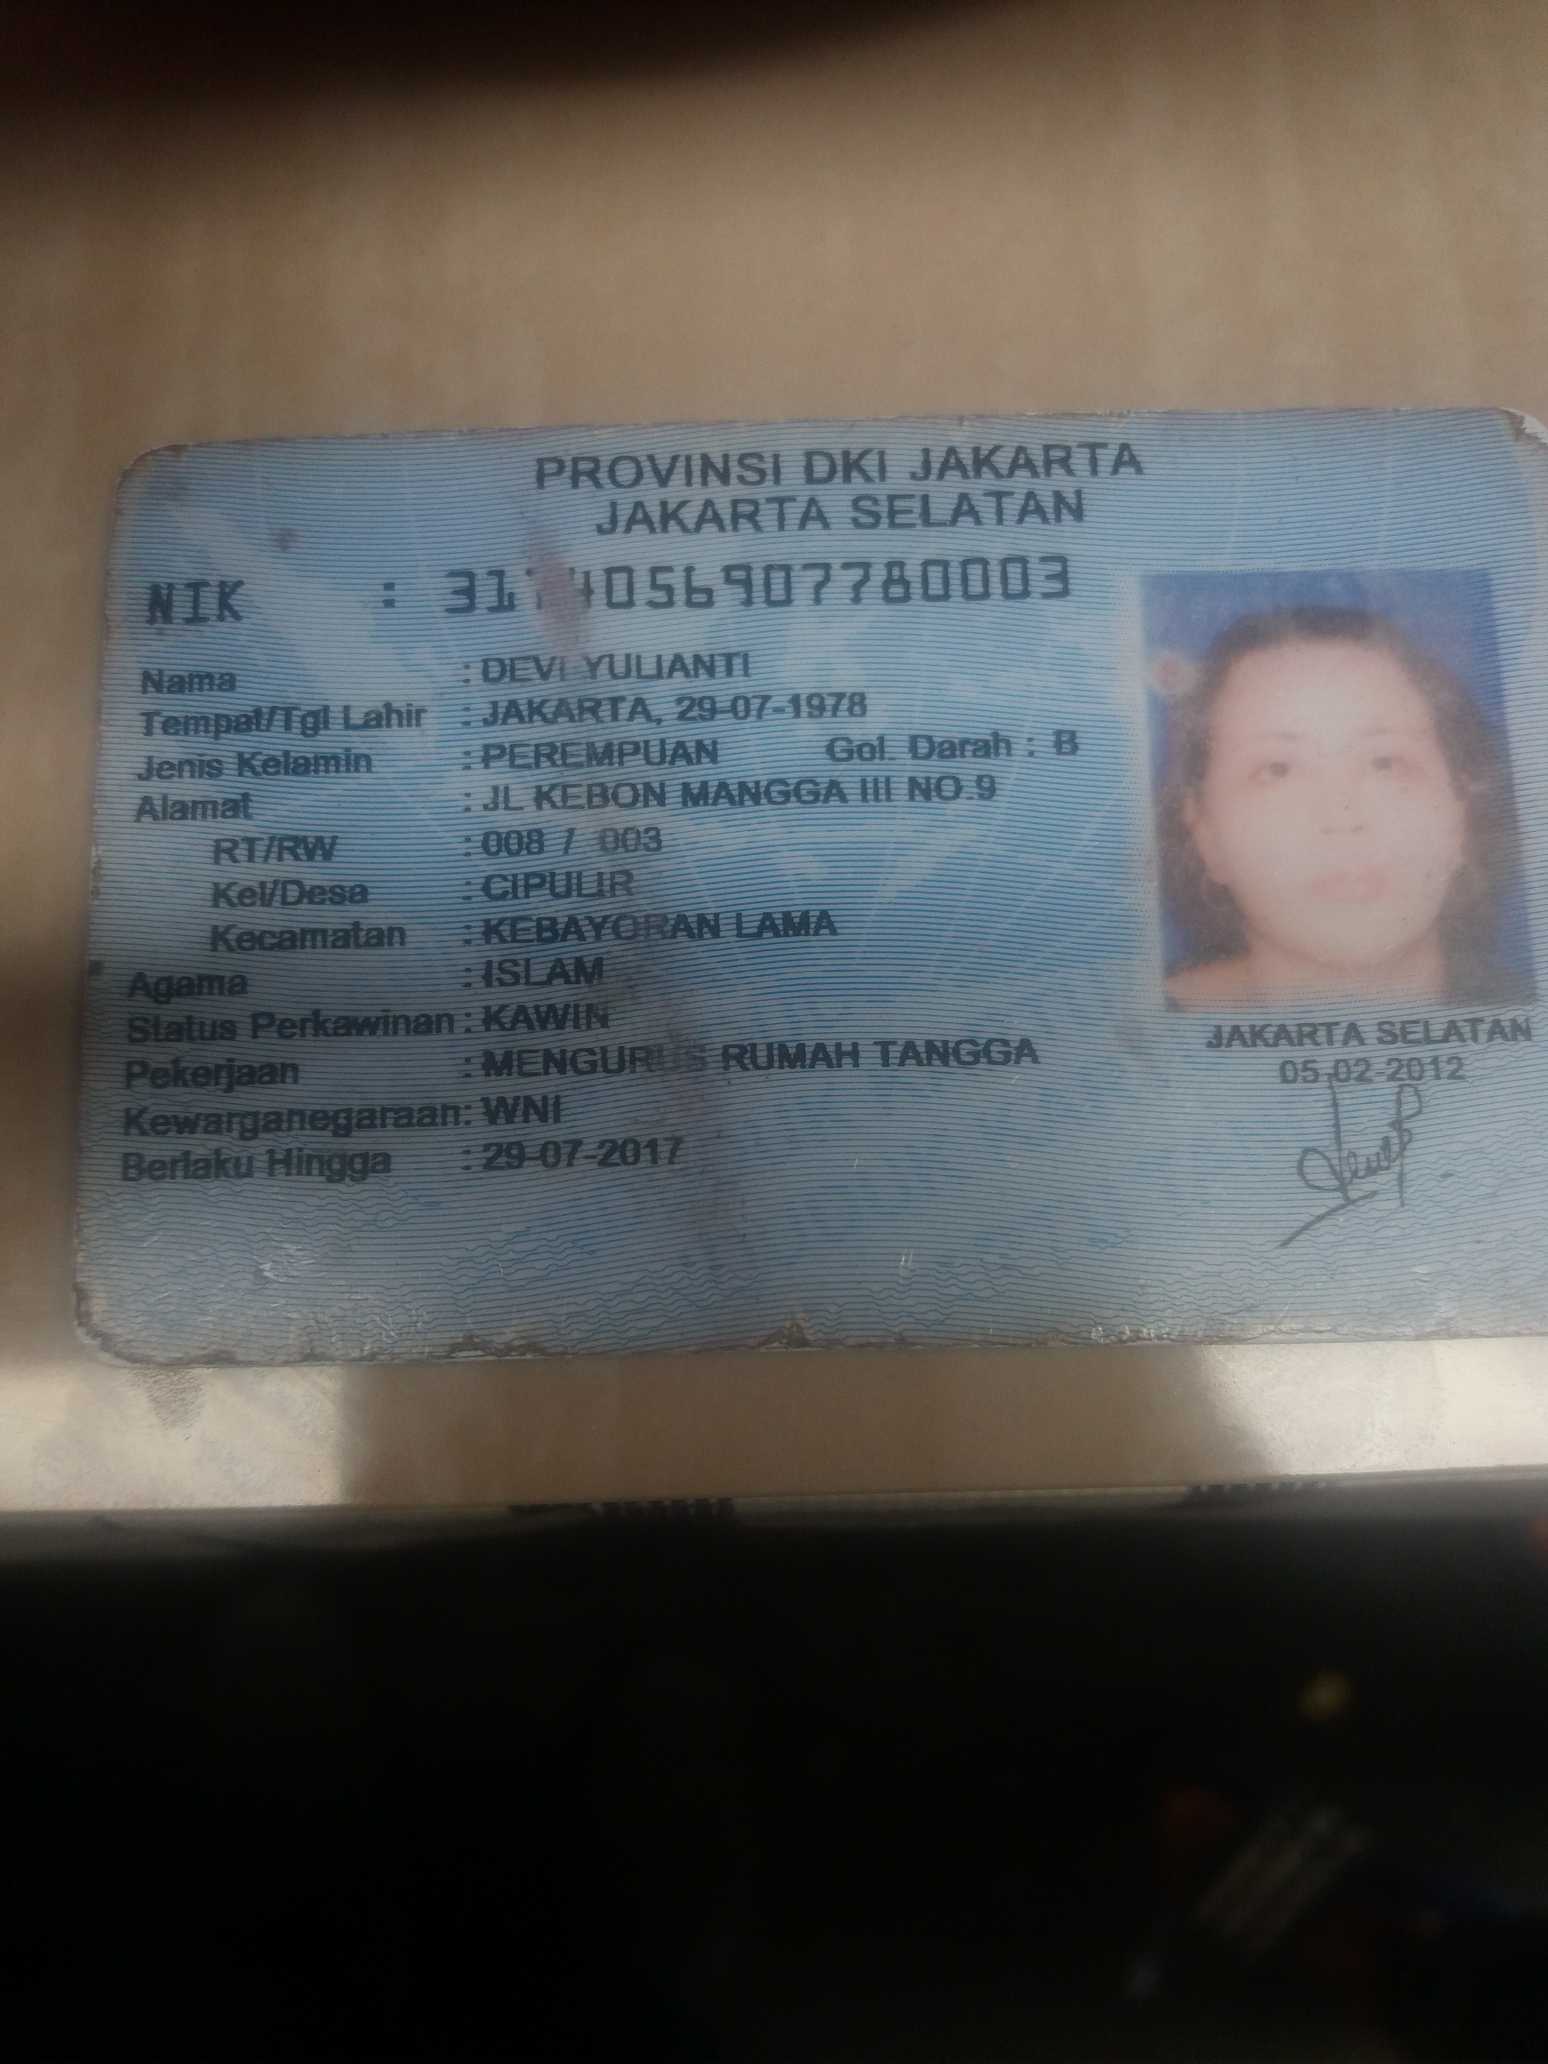 PROVINSI DKI JAKARTA
JAKARTA SELATAN
NIK :
Nama : DEVI YULIANTI
Tempat/Tgl Lahir : JAKARTA, 29-07-1978
Jenis Kelamin : PEREMPUAN Gol. Darah : B
Alamat : JL KEBON MANGGA III NO.9
RT/RW : 008 / 003
Kel/Desa : CIPULIR
Kecamatan : KEBAYORAN LAMA
Agama : ISLAM
Status Perkawinan : KAWIN
Pekerjaan : MENGURUS RUMAH TANGGA
Kewarganegaraan: WNI
Berlaku Hingga : 29-07-2017
JAKARTA SELATAN
05-02-2012